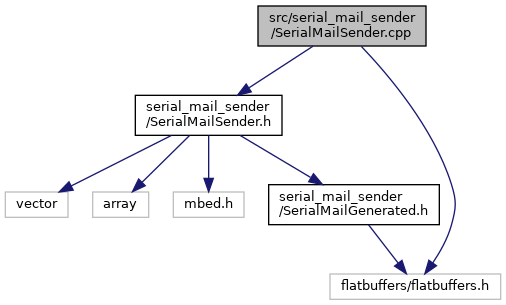 src/serial_mail_sender
/SerialMailSender.cpp
serial_mail_sender
/SerialMailSender.h
vector
array
mbed.h
serial_mail_sender
/SerialMailGenerated.h
flatbuffers/flatbuffers.h